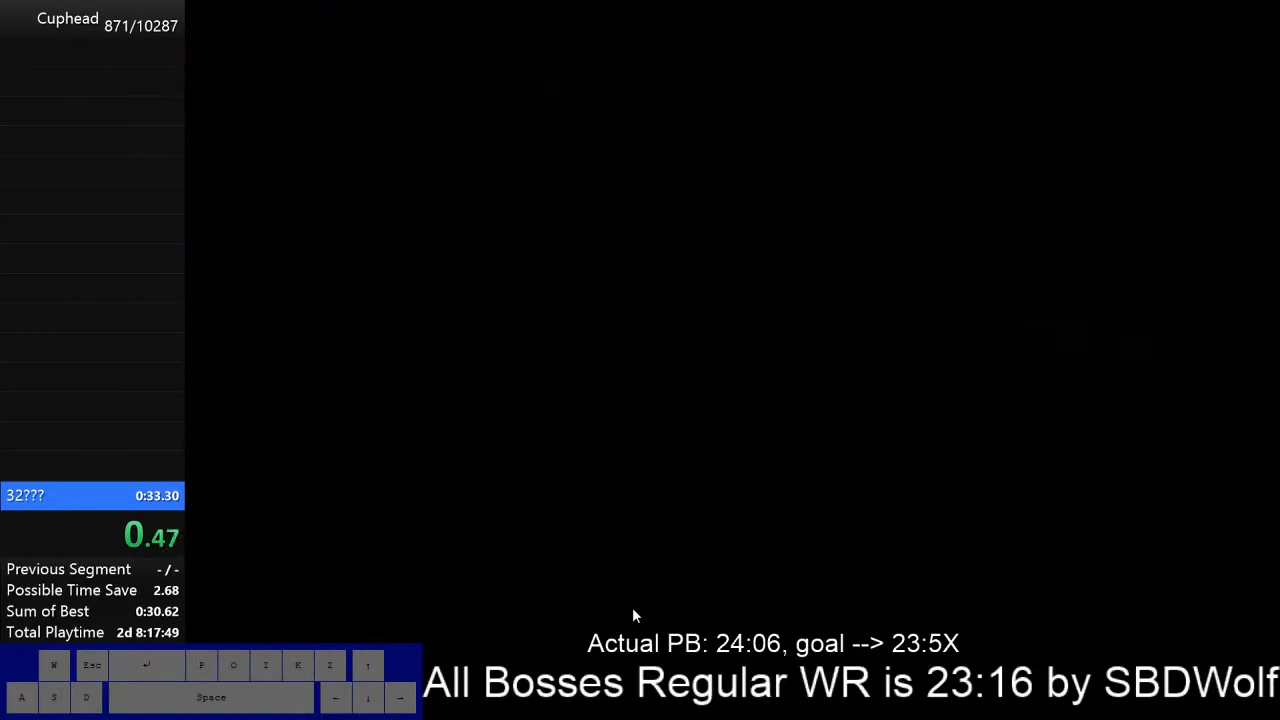 Cuphead 871/10287
32??? 0:33.30
0.47
Previous Segment - / -
Possible Time Save 2.68
Sum of Best 0:30.62
Total Playtime 2d 8:17:49
W Esc ↵ P O I K Z ↑
A S D Space ← ↓ →
Actual PB: 24:06, goal --> 23:5X
All Bosses Regular WR is 23:16 by SBDWolf